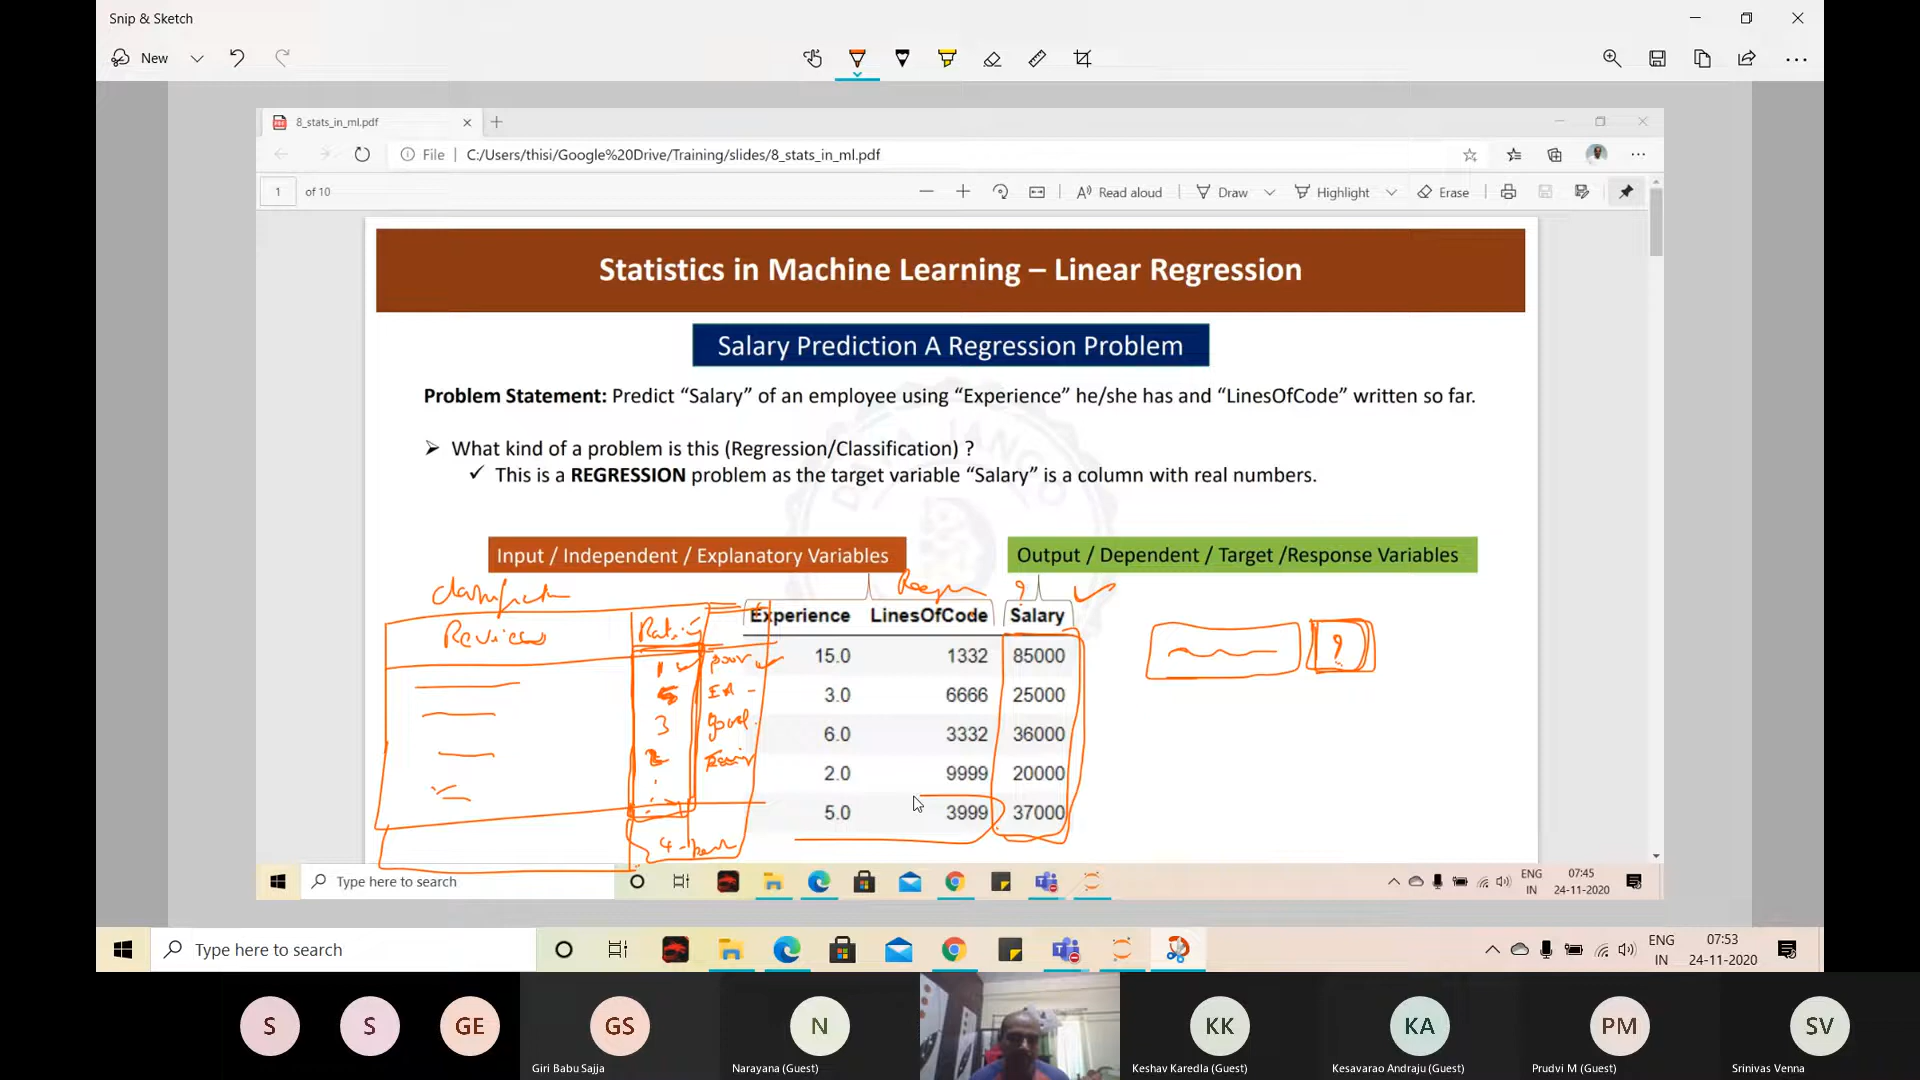 Snip & Sketch
New
8_stats_in_ml.pdf
File C:/Users/thisi/Google%20Drive/Training/slides/8_stats_in_ml.pdf
1 of 10
Read aloud Draw Highlight Erase
Statistics in Machine Learning – Linear Regression
Salary Prediction A Regression Problem
Problem Statement: Predict “Salary” of an employee using “Experience” he/she has and “LinesOfCode” written so far.
What kind of a problem is this (Regression/Classification) ?
This is a REGRESSION problem as the target variable “Salary” is a column with real numbers.
Input / Independent / Explanatory Variables
Output / Dependent / Target /Response Variables
?
Reviews Rating
Experience LinesOfCode Salary
15.0 1332 85000
3.0 6666 25000
6.0 3332 36000
2.0 9999 20000
5.0 3999 37000
1 poor
3 good
?
Type here to search
ENG
IN
07:45
24-11-2020
Type here to search
ENG
IN
07:53
24-11-2020
S S GE GS N KK KA PM SV
Giri Babu Sajja Narayana (Guest) Keshav Karedla (Guest) Kesavarao Andraju (Guest) Prudvi M (Guest) Srinivas Venna